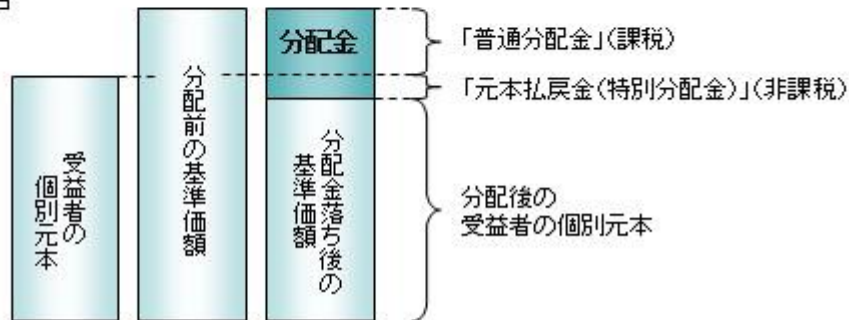 受益者の
個別元本
分配前の基準価額
分配金
分配金落ち後の
基準価額
「普通分配金」(課税)
「元本払戻金(特別分配金)」(非課税)
分配後の
受益者の個別元本